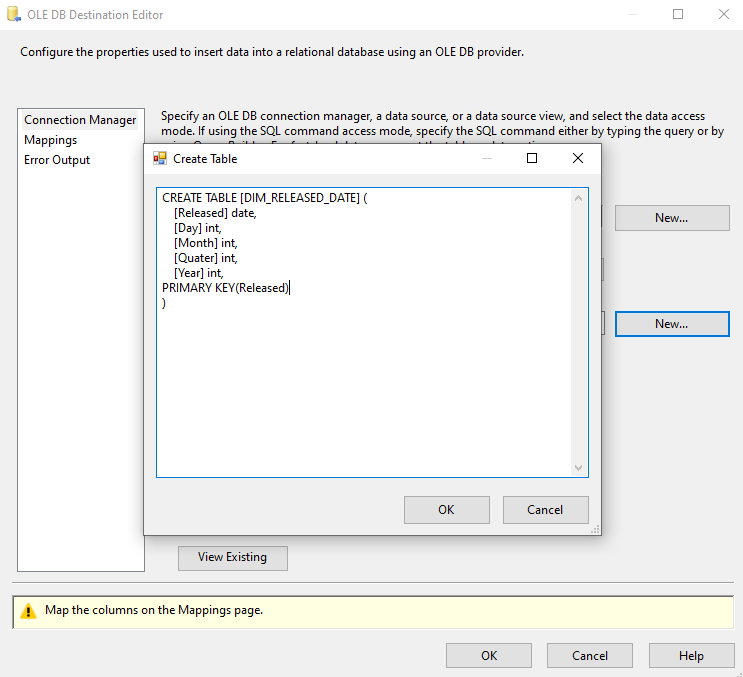 OLE DB Destination Editor
Configure the properties used to insert data into a relational database using an OLE DB provider.
Connection Manager
Mappings
Error Output
Specify an OLE DB connection manager, a data source, or a data source view, and select the data access
mode. If using the SQL command access mode, specify the SQL command either by typing the query or by
Create Table
CREATE TABLE [DIM_RELEASED_DATE] (
[Released] date,
[Day] int,
[Month] int,
[Quater] int,
[Year] int,
PRIMARY KEY(Released)
)
New...
New...
OK
Cancel
View Existing
Map the columns on the Mappings page.
OK
Cancel
Help